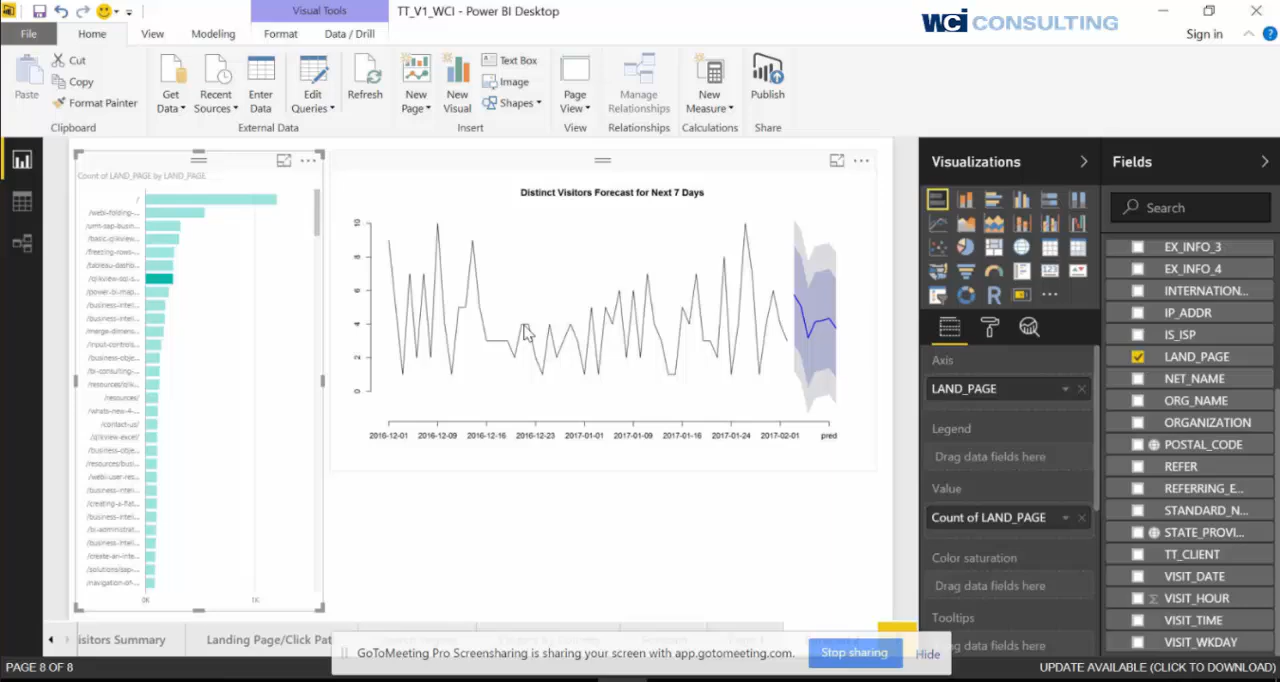 Visual Tools
TT_V1_WCI - Power BI Desktop
WCI CONSULTING
File Home View Modeling Format Data / Drill
Sign in
Paste
Cut
Copy
Format Painter
Get Data
Recent Sources
Enter Data
Edit Queries
Refresh
New Page
New Visual
Text Box
Image
Shapes
Page View
Manage Relationships
New Measure
Publish
Clipboard External Data Insert View Relationships Calculations Share
Count of LAND_PAGE by LAND_PAGE
/
/webi-folding-...
/umt-sap-busin...
/basic-qlikview...
/freezing-rows-...
/tableau-dashb...
/power-bi-map...
/business-intel...
/business-inteli...
/merge-dimens...
/input-controls...
/business-obje...
/bi-consulting-...
/resources/qlik...
/resources/
/whats-new-4-...
/contact-us/
/qlikview-excel/
/business-obje...
/resources/busi...
/webi-user-res...
/business-inteli...
/creating-a-flat...
/business-inteli...
/bi-administrat...
/business-inteli...
/create-an-inte...
/solutions/sap-...
/navigation-of-...
0K 1K
Distinct Visitors Forecast for Next 7 Days
10
8
6
4
2
0
2016-12-01 2016-12-09 2016-12-16 2016-12-23 2017-01-01 2017-01-09 2017-01-16 2017-01-24 2017-02-01 pred
Visualizations
Axis
LAND_PAGE
Legend
Drag data fields here
Value
Count of LAND_PAGE
Color saturation
Drag data fields here
Tooltips
Fields
Search
EX_INFO_3
EX_INFO_4
INTERNATION...
IP_ADDR
IS_ISP
LAND_PAGE
NET_NAME
ORG_NAME
ORGANIZATION
POSTAL_CODE
REFER
REFERRING_E...
STANDARD_N...
STATE_PROVI...
TT_CLIENT
VISIT_DATE
VISIT_HOUR
VISIT_TIME
VISIT_WKDAY
isitors Summary Landing Page/Click Pat
GoToMeeting Pro Screensharing is sharing your screen with app.gotomeeting.com. Stop sharing Hide
ag data fields here
PAGE 8 OF 8
UPDATE AVAILABLE (CLICK TO DOWNLOAD)